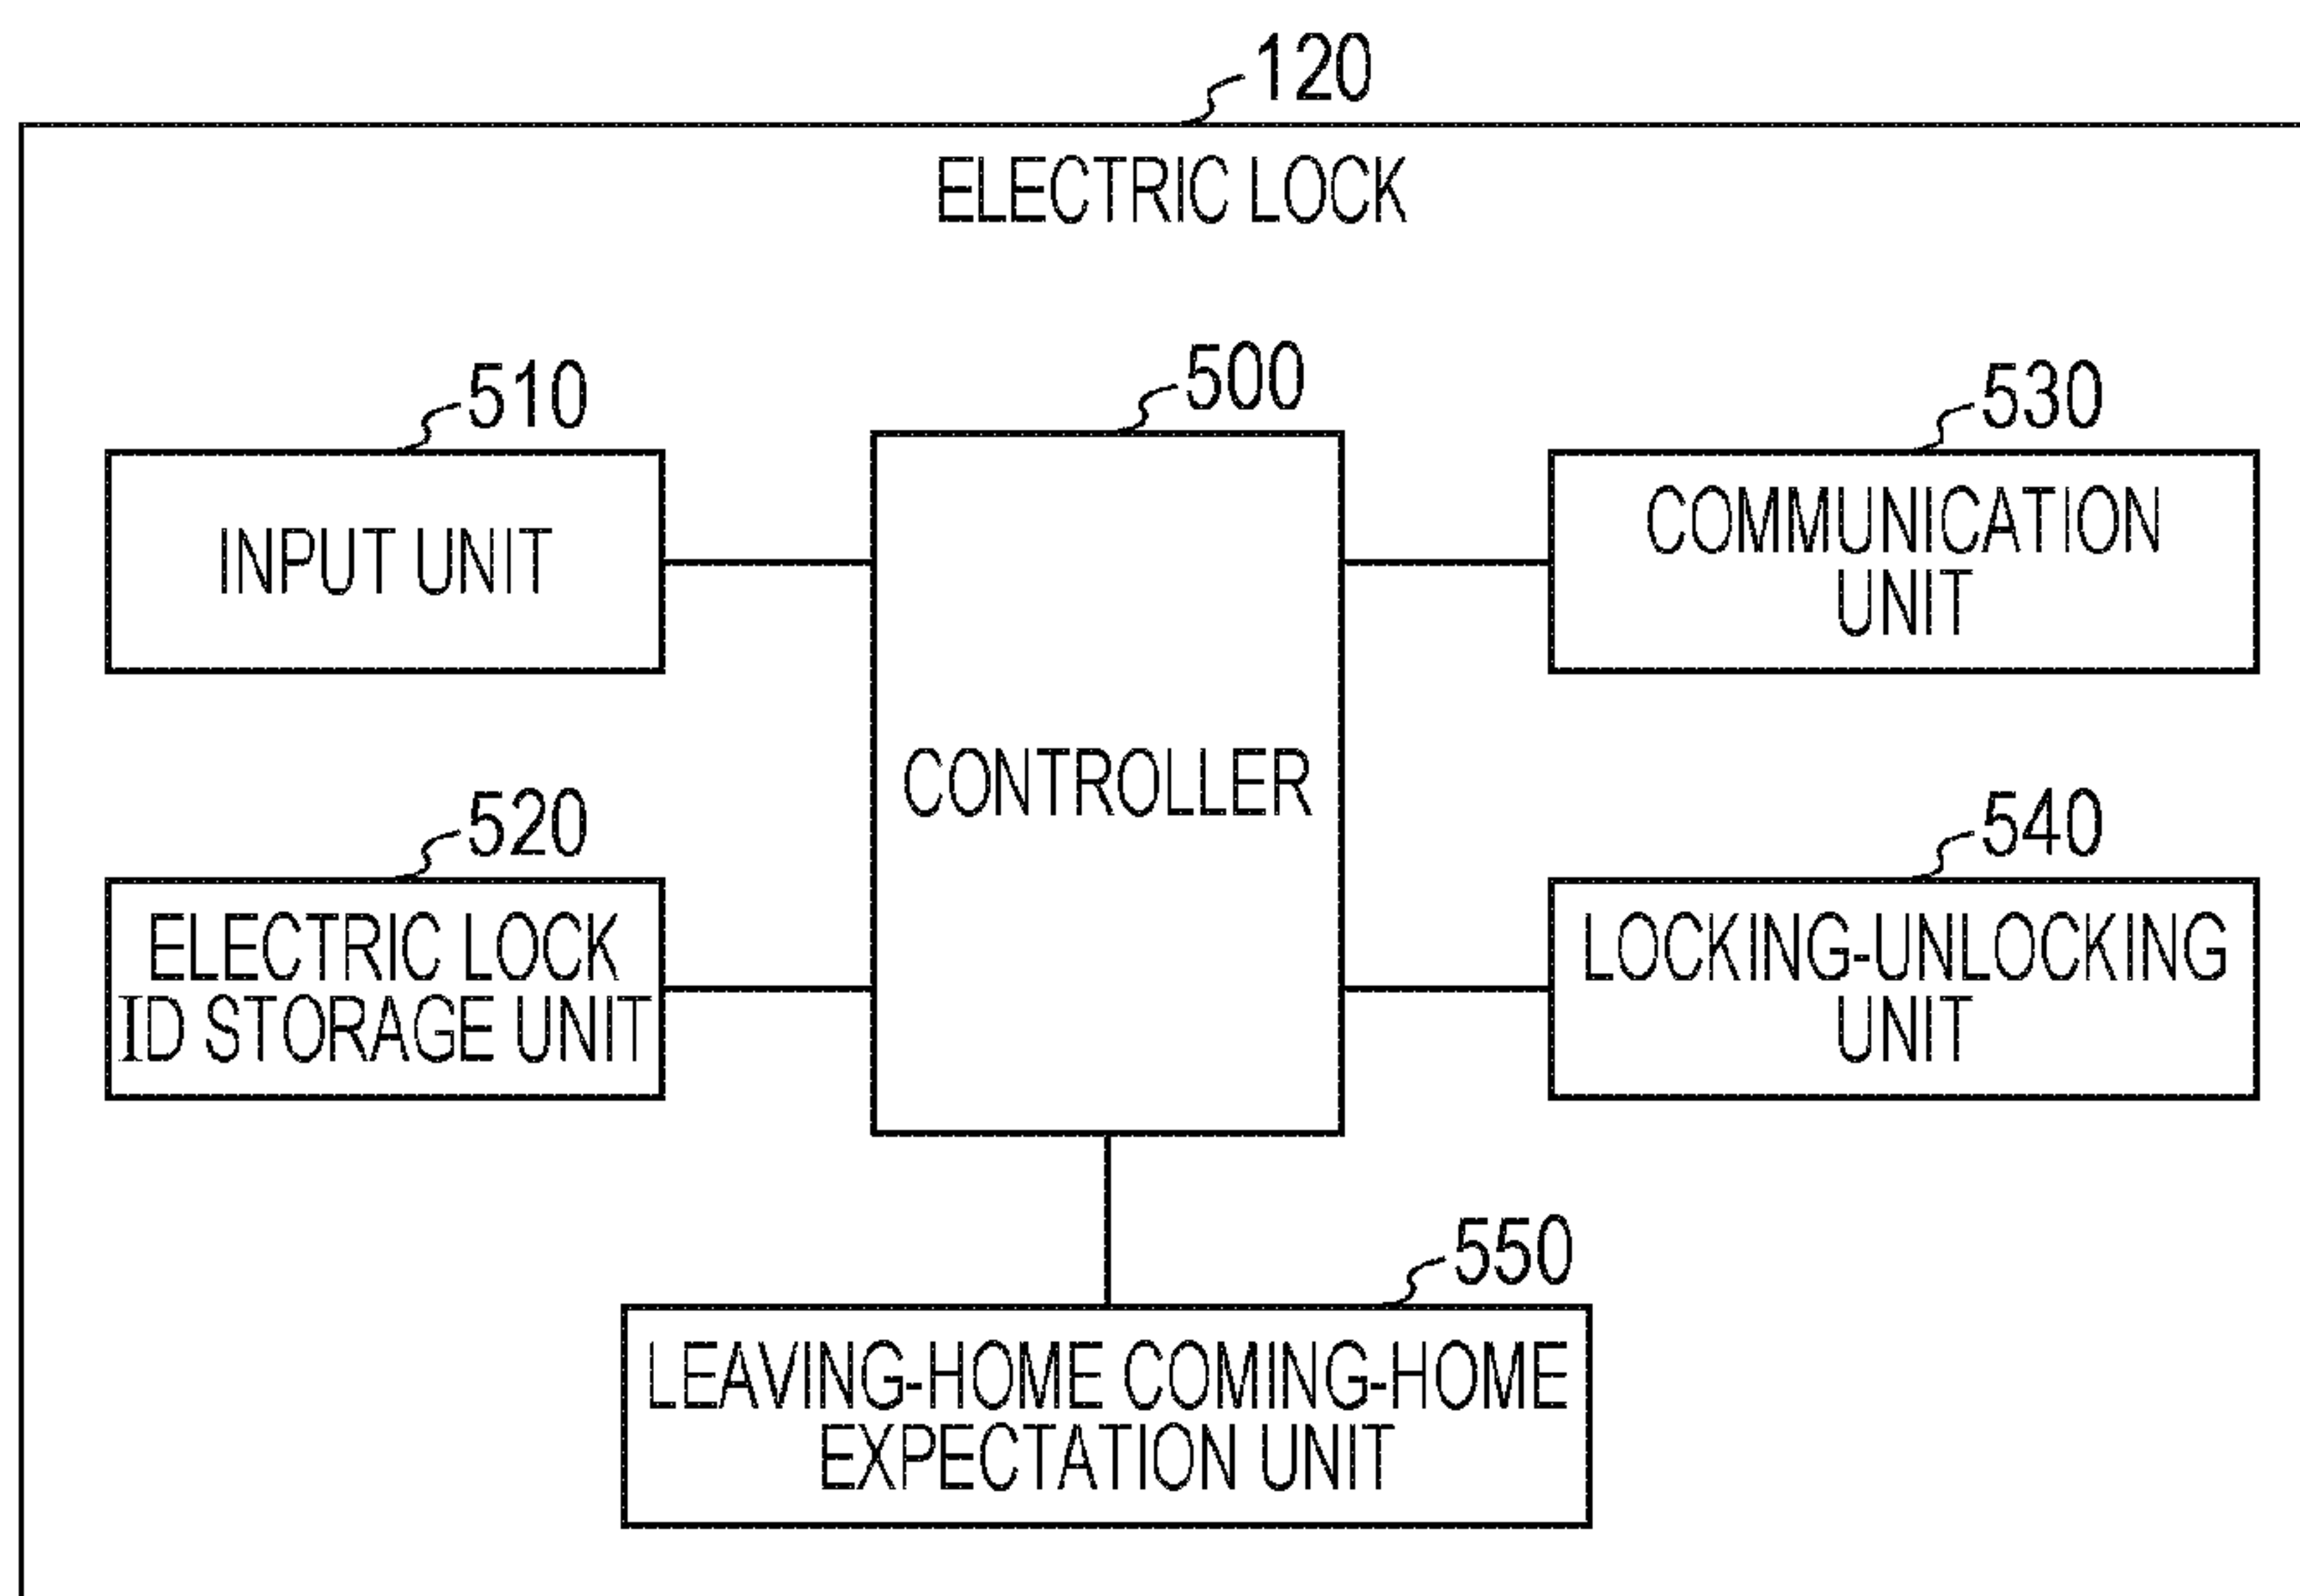 120
ELECTRIC LOCK
510
500
530
INPUT UNIT
COMMUNICATION
UNIT
CONTROLLER
520
540
ELECTRIC LOCK
ID STORAGE UNIT
LOCKING-UNLOCKING
UNIT
550
LEAVING-HOME COMING-HOME
EXPECTATION UNIT